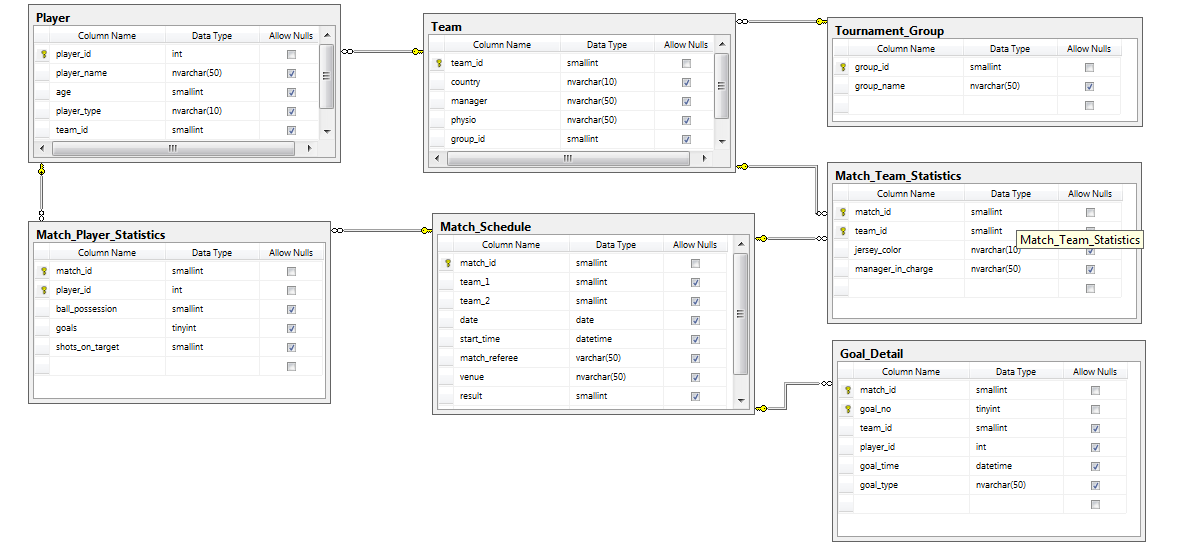 Player
Column Name Data Type Allow Nulls
player_id int
player_name nvarchar(50)
age smallint
player_type nvarchar(10)
team_id smallint
Team
Column Name Data Type Allow Nulls
team_id smallint
country nvarchar(10)
manager nvarchar(50)
physio nvarchar(50)
group_id smallint
Tournament_Group
Column Name Data Type Allow Nulls
group_id smallint
group_name nvarchar(50)
Match_Team_Statistics
Column Name Data Type Allow Nulls
match_id smallint
team_id smallint
Match_Team_Statistics
jersey_color nvarchar(10)
manager_in_charge nvarchar(50)
Match_Player_Statistics
Column Name Data Type Allow Nulls
match_id smallint
player_id int
ball_possession smallint
goals tinyint
shots_on_target smallint
Match_Schedule
Column Name Data Type Allow Nulls
match_id smallint
team_1 smallint
team_2 smallint
date date
start_time datetime
match_referee varchar(50)
venue nvarchar(50)
result smallint
Goal_Detail
Column Name Data Type Allow Nulls
match_id smallint
goal_no tinyint
team_id smallint
player_id int
goal_time datetime
goal_type nvarchar(50)